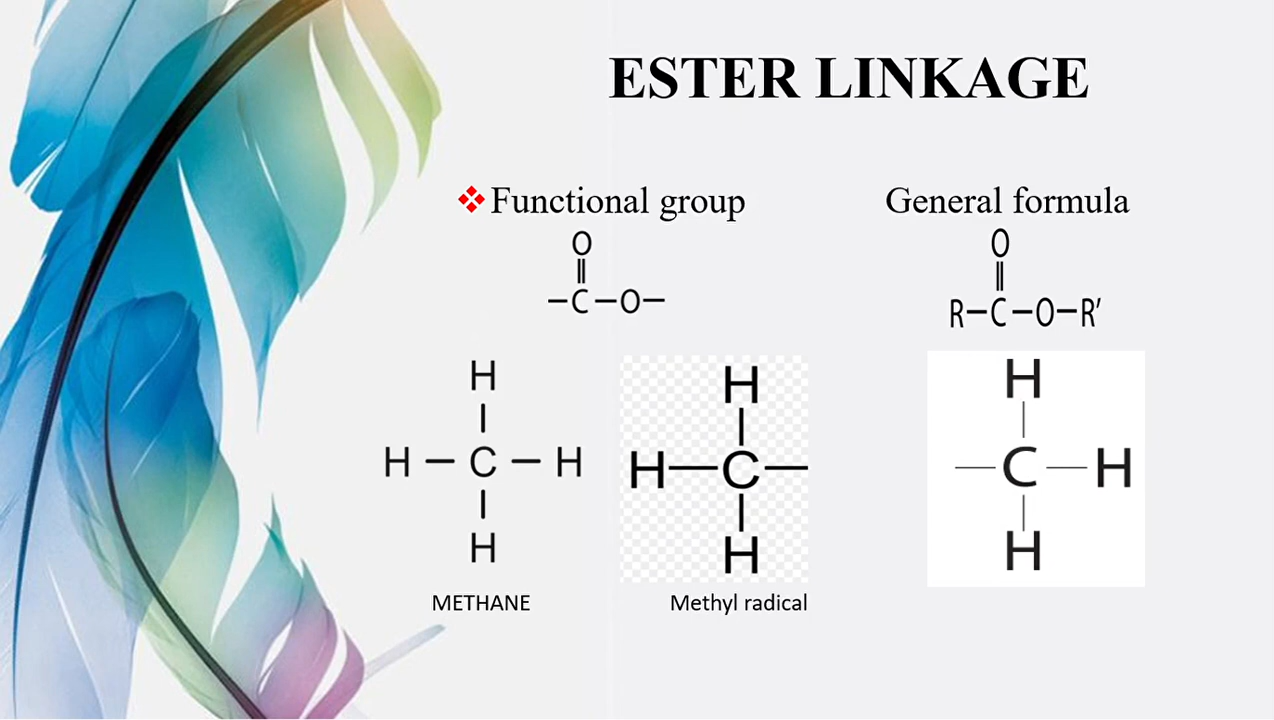 ESTER LINKAGE
❖Functional group
General formula
O
||
–C–O–
O
||
R–C–O–R′
H
|
H – C – H
|
H
METHANE
H
|
H–C–
|
H
Methyl radical
H
|
–C–H
|
H